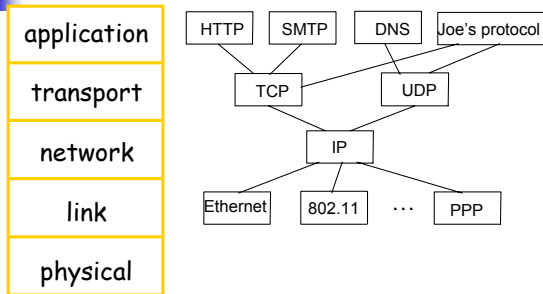 application
transport
network
link
physical
HTTP SMTP DNS Joe's protocol
TCP UDP
IP
Ethernet 802.11 ... PPP